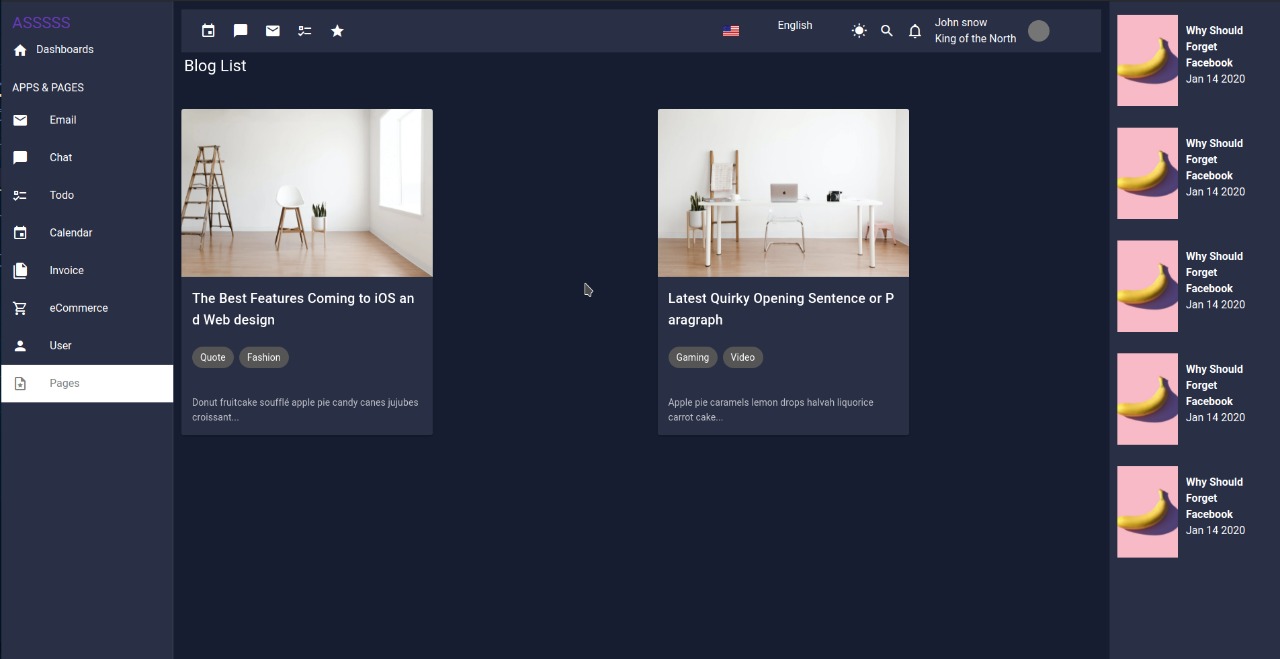 ASSSSS
Dashboards
APPS & PAGES
Email
Chat
Todo
Calendar
Invoice
eCommerce
User
Pages
English
John snow
King of the North
Blog List
The Best Features Coming to iOS an
d Web design
Quote Fashion
Donut fruitcake soufflé apple pie candy canes jujubes
croissant...
Latest Quirky Opening Sentence or P
aragraph
Gaming Video
Apple pie caramels lemon drops halvah liquorice
carrot cake...
Why Should
Forget
Facebook
Jan 14 2020
Why Should
Forget
Facebook
Jan 14 2020
Why Should
Forget
Facebook
Jan 14 2020
Why Should
Forget
Facebook
Jan 14 2020
Why Should
Forget
Facebook
Jan 14 2020